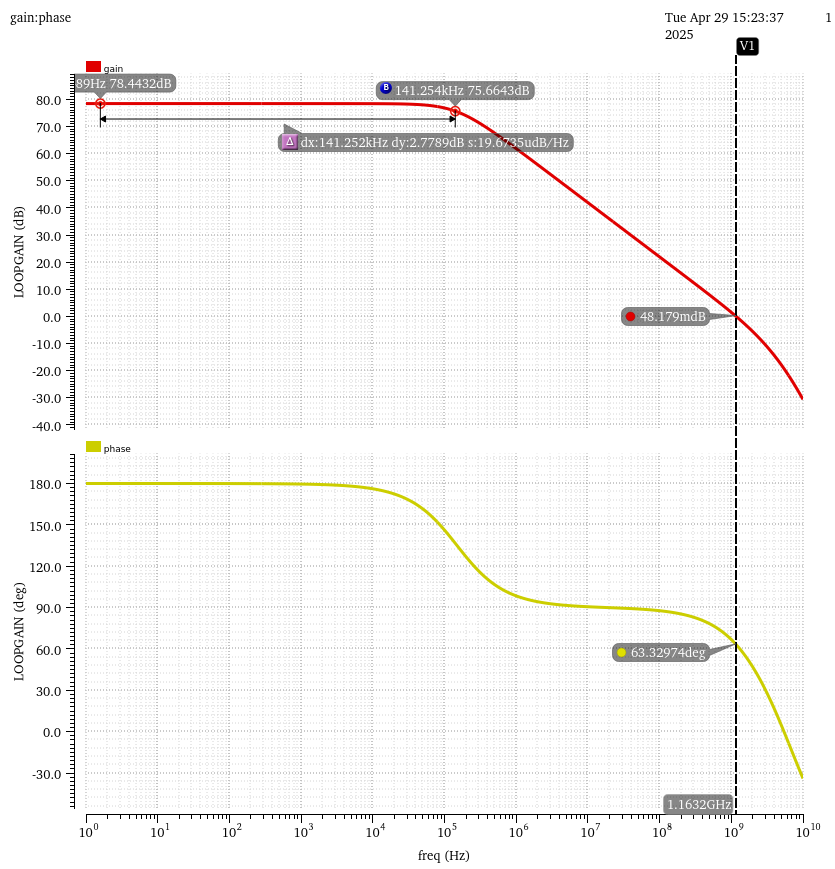 gain:phase
Tue Apr 29 15:23:37 1
2025
V1
gain
89Hz 78.4432dB
B 141.254kHz 75.6643dB
80.0
70.0
Δ dx:141.252kHz dy:2.7789dB s:19.6735udB/Hz
60.0
50.0
40.0
30.0
20.0
10.0
0.0
-10.0
-20.0
-30.0
-40.0
LOOPGAIN (dB)
48.179mdB
phase
180.0
150.0
120.0
90.0
60.0
30.0
0.0
-30.0
LOOPGAIN (deg)
63.32974deg
1.1632GHz
10^0 10^1 10^2 10^3 10^4 10^5 10^6 10^7 10^8 10^9 10^10
freq (Hz)